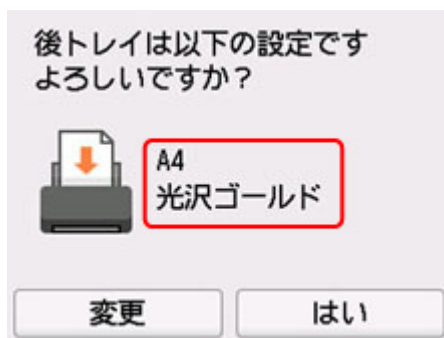 後トレイは以下の設定です
よろしいですか？
A4
光沢ゴールド
変更
はい